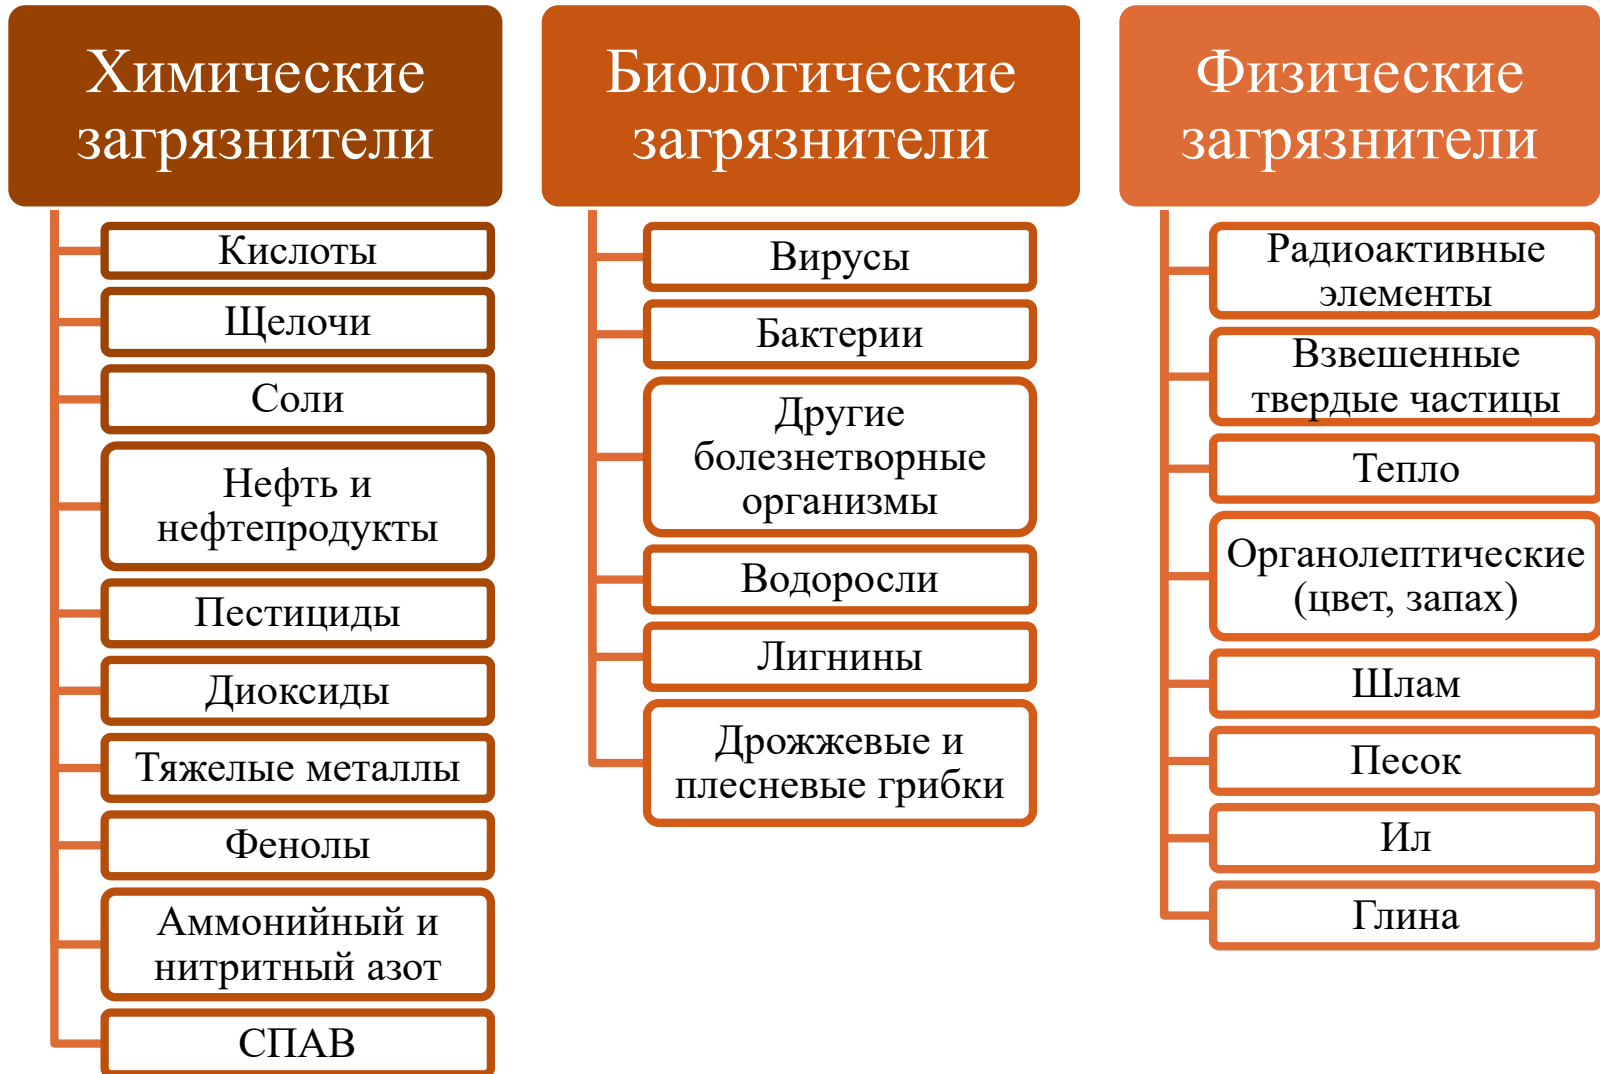 Химические
загрязнители
Кислоты
Щелочи
Соли
Нефть и
нефтепродукты
Пестициды
Диоксиды
Тяжелые металлы
Фенолы
Аммонийный и
нитритный азот
СПАВ
Биологические
загрязнители
Вирусы
Бактерии
Другие
болезнетворные
организмы
Водоросли
Лигнины
Дрожжевые и
плесневые грибки
Физические
загрязнители
Радиоактивные
элементы
Взвешенные
твердые частицы
Тепло
Органолептические
(цвет, запах)
Шлам
Песок
Ил
Глина